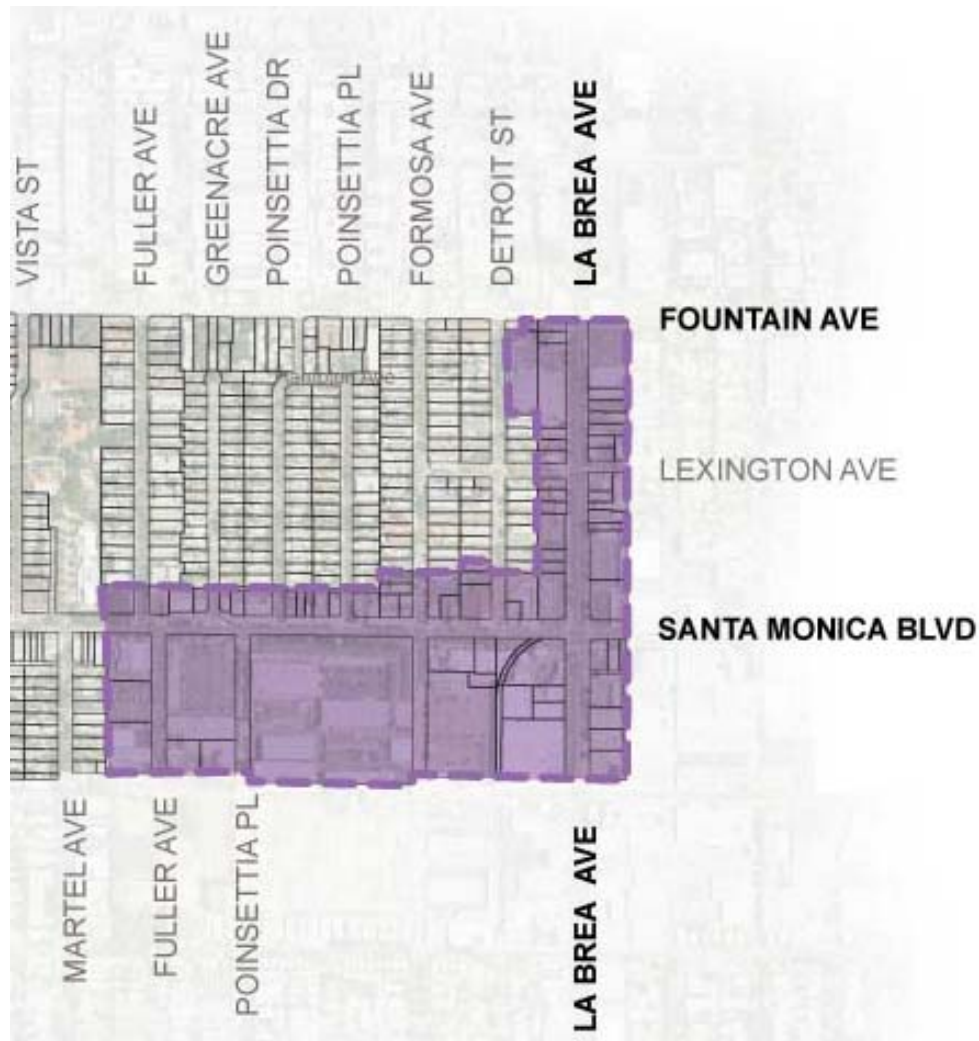 VISTA ST
FULLER AVE
GREENACRE AVE
POINSETTIA DR
POINSETTIA PL
FORMOSA AVE
DETROIT ST
LA BREA AVE
FOUNTAIN AVE
LEXINGTON AVE
SANTA MONICA BLVD
MARTEL AVE
FULLER AVE
POINSETTIA PL
LA BREA AVE